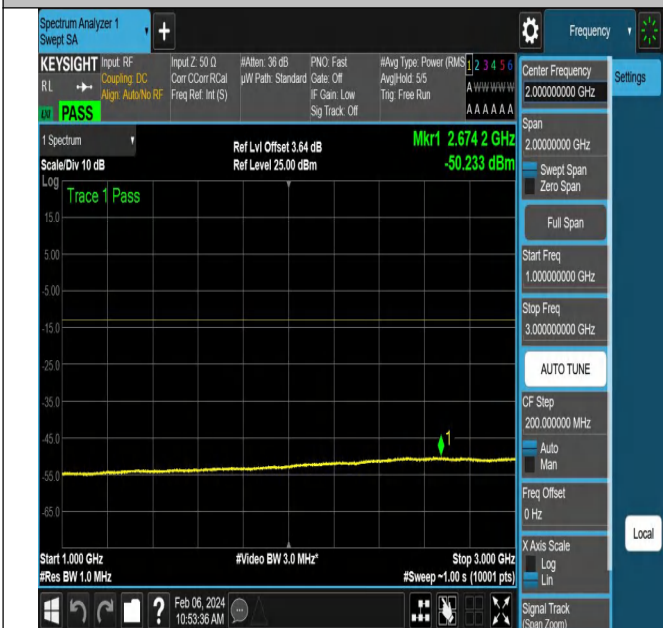 Spectrum Analyzer 1
Swept SA
+
Frequency
KEYSIGHT
Input: RF
Coupling: DC
Align: Auto/No RF
Input Z: 50 Ω
Corr CCorr RCal
Freq Ref: Int (S)
#Atten: 36 dB
µW Path: Standard
PNO: Fast
Gate: Off
IF Gain: Low
Sig Track: Off
#Avg Type: Power (RMS
Avg|Hold: 5/5
Trig: Free Run
1 2 3 4 5 6
A W W W W W
A A A A A A
RL
LXI
PASS
1 Spectrum
Scale/Div 10 dB
Ref Lvl Offset 3.64 dB
Ref Level 25.00 dBm
Mkr1 2.674 2 GHz
-50.233 dBm
Log
Trace 1 Pass
15.0
5.00
-5.00
-15.0
-25.0
-35.0
-45.0
-55.0
-65.0
1
Start 1.000 GHz
#Res BW 1.0 MHz
#Video BW 3.0 MHz*
Stop 3.000 GHz
#Sweep ~1.00 s (10001 pts)
?
Feb 06, 2024
10:53:36 AM
Center Frequency
2.000000000 GHz
Settings
Span
2.00000000 GHz
Swept Span
Zero Span
Full Span
Start Freq
1.000000000 GHz
Stop Freq
3.000000000 GHz
AUTO TUNE
CF Step
200.000000 MHz
Auto
Man
Freq Offset
0 Hz
Local
X Axis Scale
Log
Lin
Signal Track
(Span Zoom)